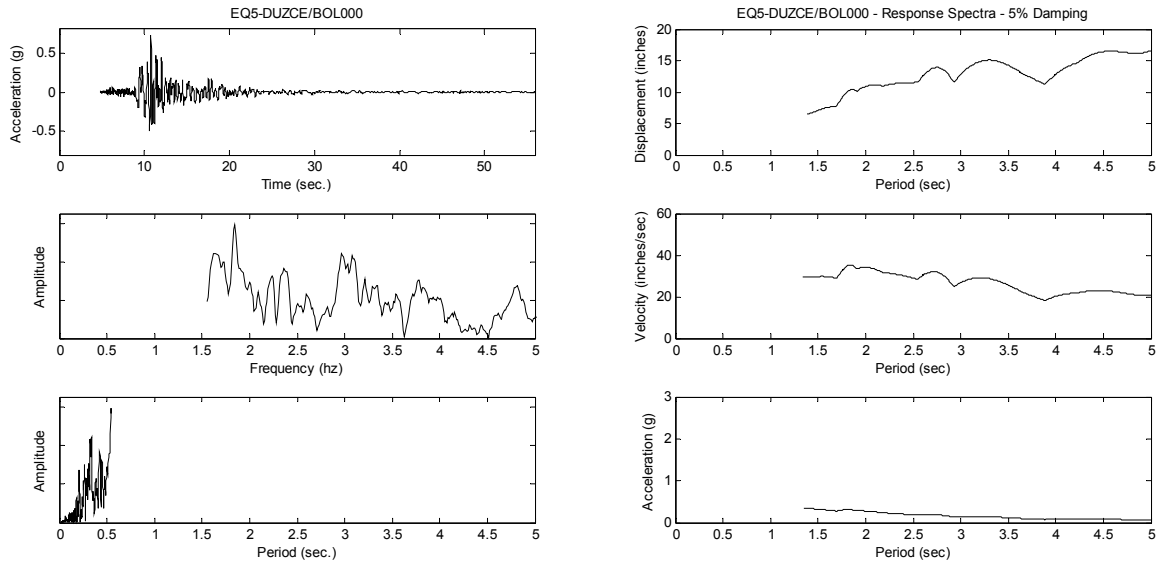 EQ5-DUZCE/BOL000
Acceleration (g)
0.5
0
-0.5
0 10 20 30 40 50
Time (sec.)
Amplitude
0 0.5 1 1.5 2 2.5 3 3.5 4 4.5 5
Frequency (hz)
Amplitude
0 0.5 1 1.5 2 2.5 3 3.5 4 4.5 5
Period (sec.)
EQ5-DUZCE/BOL000 - Response Spectra - 5% Damping
Displacement (inches)
20
15
10
5
0
0 0.5 1 1.5 2 2.5 3 3.5 4 4.5 5
Period (sec)
Velocity (inches/sec)
60
40
20
0
0 0.5 1 1.5 2 2.5 3 3.5 4 4.5 5
Period (sec)
Acceleration (g)
3
2
1
0
0 0.5 1 1.5 2 2.5 3 3.5 4 4.5 5
Period (sec)